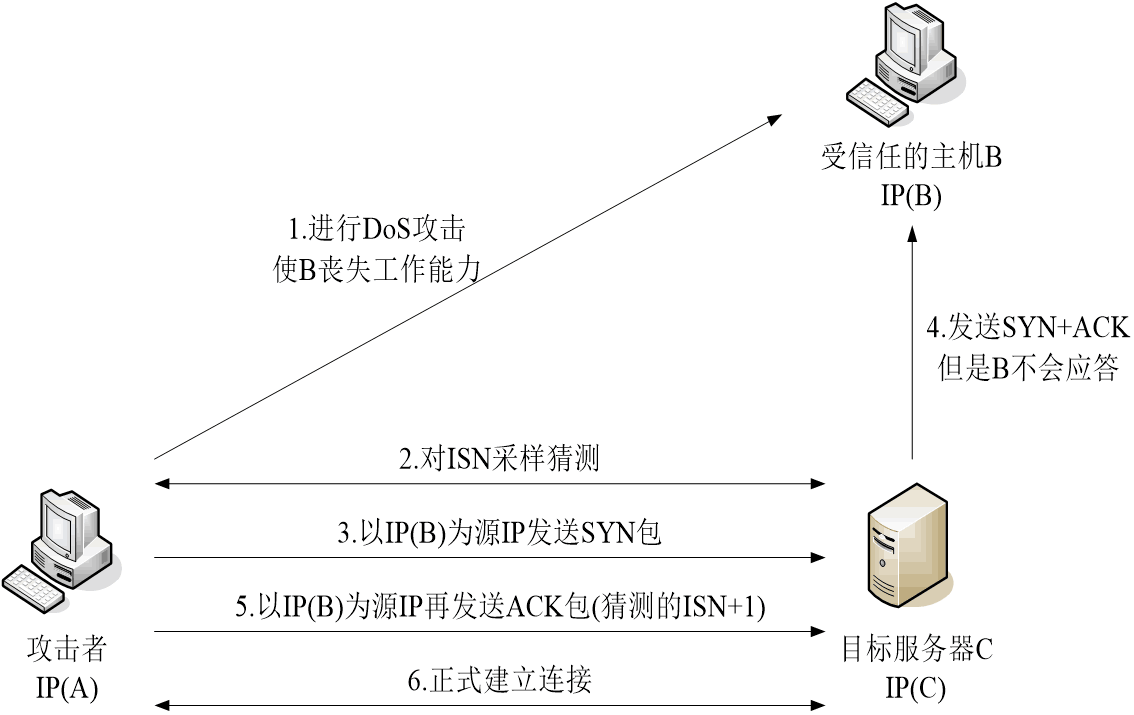 受信任的主机B
IP(B)
1.进行DoS攻击
使B丧失工作能力
4.发送SYN+ACK
但是B不会应答
2.对ISN采样猜测
3.以IP(B)为源IP发送SYN包
5.以IP(B)为源IP再发送ACK包(猜测的ISN+1)
6.正式建立连接
攻击者
IP(A)
目标服务器C
IP(C)